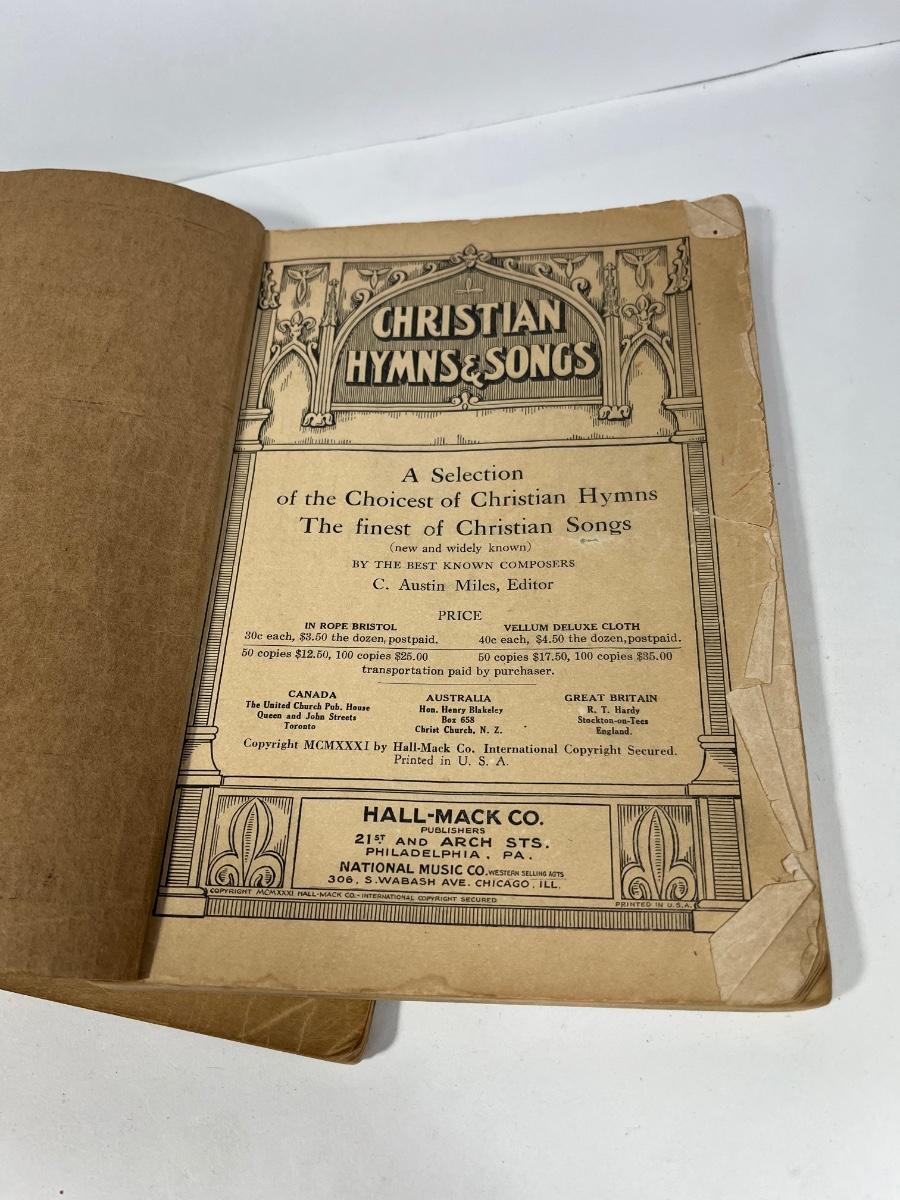 CHRISTIAN
HYMNS & SONGS
A Selection
of the Choicest of Christian Hymns
The finest of Christian Songs
(new and widely known)
BY THE BEST KNOWN COMPOSERS
C. Austin Miles, Editor
PRICE
IN ROPE BRISTOL
30c each, $3.50 the dozen, postpaid.
VELLUM DELUXE CLOTH
40c each, $4.50 the dozen, postpaid.
50 copies $12.50, 100 copies $25.00
50 copies $17.50, 100 copies $35.00
transportation paid by purchaser.
CANADA
The United Church Pub. House
Queen and John Streets
Toronto
AUSTRALIA
Hon. Henry Blakeley
Box 658
Christ Church, N. Z.
GREAT BRITAIN
R. T. Hardy
Stockton-on-Tees
England.
Copyright MCMXXXI by Hall-Mack Co. International Copyright Secured.
Printed in U. S. A.
HALL-MACK CO.
PUBLISHERS
21ST AND ARCH STS.
PHILADELPHIA, PA.
NATIONAL MUSIC CO. WESTERN SELLING AGTS
306, S. WABASH AVE. CHICAGO, ILL.
COPYRIGHT MCMXXXI HALL-MACK CO.-INTERNATIONAL COPYRIGHT SECURED
PRINTED IN U.S.A.